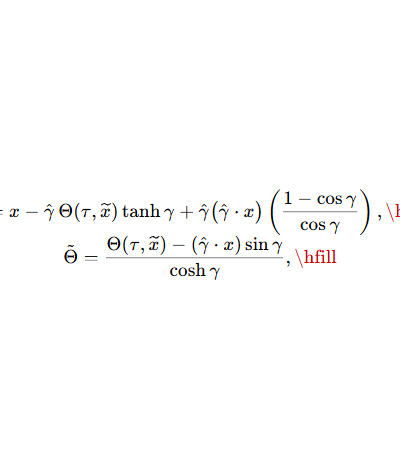 = x − γ̂ Θ(τ, x̃) tanh γ + γ̂(γ̂ · x) ( (1 − cos γ) / (cos γ) ) , \h
Θ̃ = (Θ(τ, x̃) − (γ̂ · x) sin γ) / (cosh γ) , \hfill